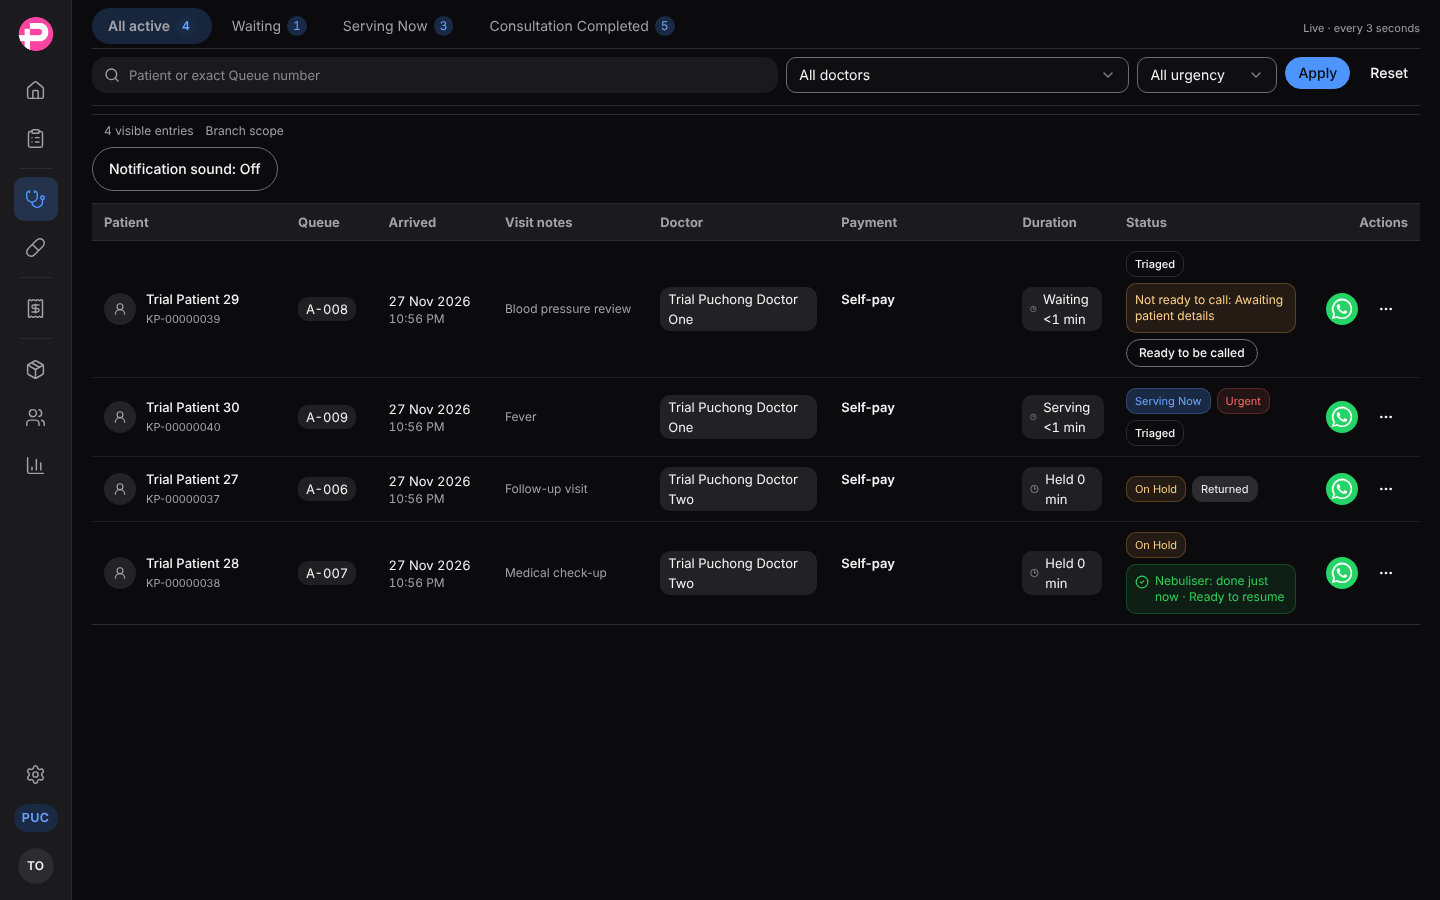 All active 4 Waiting 1 Serving Now 3 Consultation Completed 5 Live · every 3 seconds
Patient or exact Queue number All doctors All urgency Apply Reset
4 visible entries Branch scope
Notification sound: Off
Patient Queue Arrived Visit notes Doctor Payment Duration Status Actions
Trial Patient 29
KP-00000039
A-008
27 Nov 2026
10:56 PM
Blood pressure review
Trial Puchong Doctor
One
Self-pay
Waiting
<1 min
Triaged
Not ready to call: Awaiting
patient details
Ready to be called
Trial Patient 30
KP-00000040
A-009
27 Nov 2026
10:56 PM
Fever
Trial Puchong Doctor
One
Self-pay
Serving
<1 min
Serving Now Urgent
Triaged
Trial Patient 27
KP-00000037
A-006
27 Nov 2026
10:56 PM
Follow-up visit
Trial Puchong Doctor
Two
Self-pay
Held 0
min
On Hold Returned
Trial Patient 28
KP-00000038
A-007
27 Nov 2026
10:56 PM
Medical check-up
Trial Puchong Doctor
Two
Self-pay
Held 0
min
On Hold
Nebuliser: done just
now · Ready to resume
PUC
TO